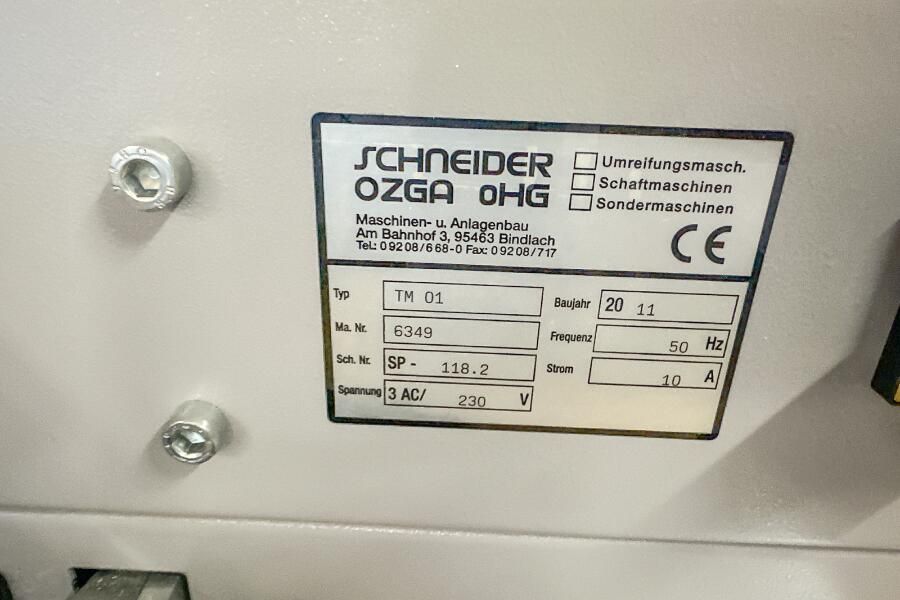 SCHNEIDER
OZGA OHG
Maschinen- u. Anlagenbau
Am Bahnhof 3, 95463 Bindlach
Tel.: 09208/668-0 Fax: 09208/717
Umreifungsmasch.
Schaftmaschinen
Sondermaschinen
CE
Typ TM 01 Baujahr 20 11
Ma. Nr. 6349 Frequenz 50 Hz
Sch. Nr. SP - 118.2 Strom 10 A
Spannung 3 AC/ 230 V